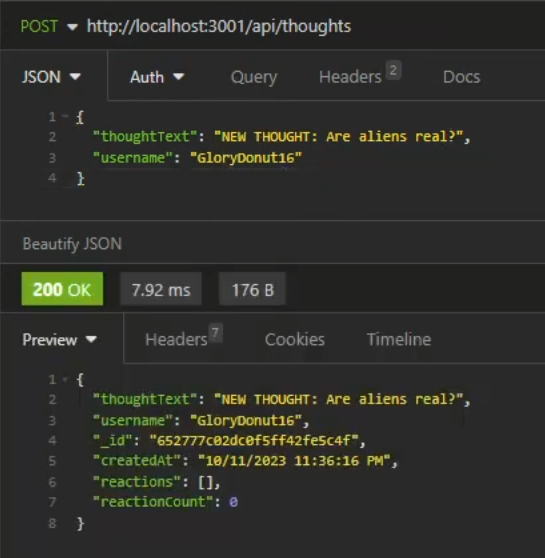 POST http://localhost:3001/api/thoughts
JSON Auth Query Headers 2 Docs
1 {
2 "thoughtText": "NEW THOUGHT: Are aliens real?",
3 "username": "GloryDonut16"
4 }
Beautify JSON
200 OK 7.92 ms 176 B
Preview Headers 7 Cookies Timeline
1 {
2 "thoughtText": "NEW THOUGHT: Are aliens real?",
3 "username": "GloryDonut16",
4 "_id": "652777c02dc0f5ff42fe5c4f",
5 "createdAt": "10/11/2023 11:36:16 PM",
6 "reactions": [],
7 "reactionCount": 0
8 }